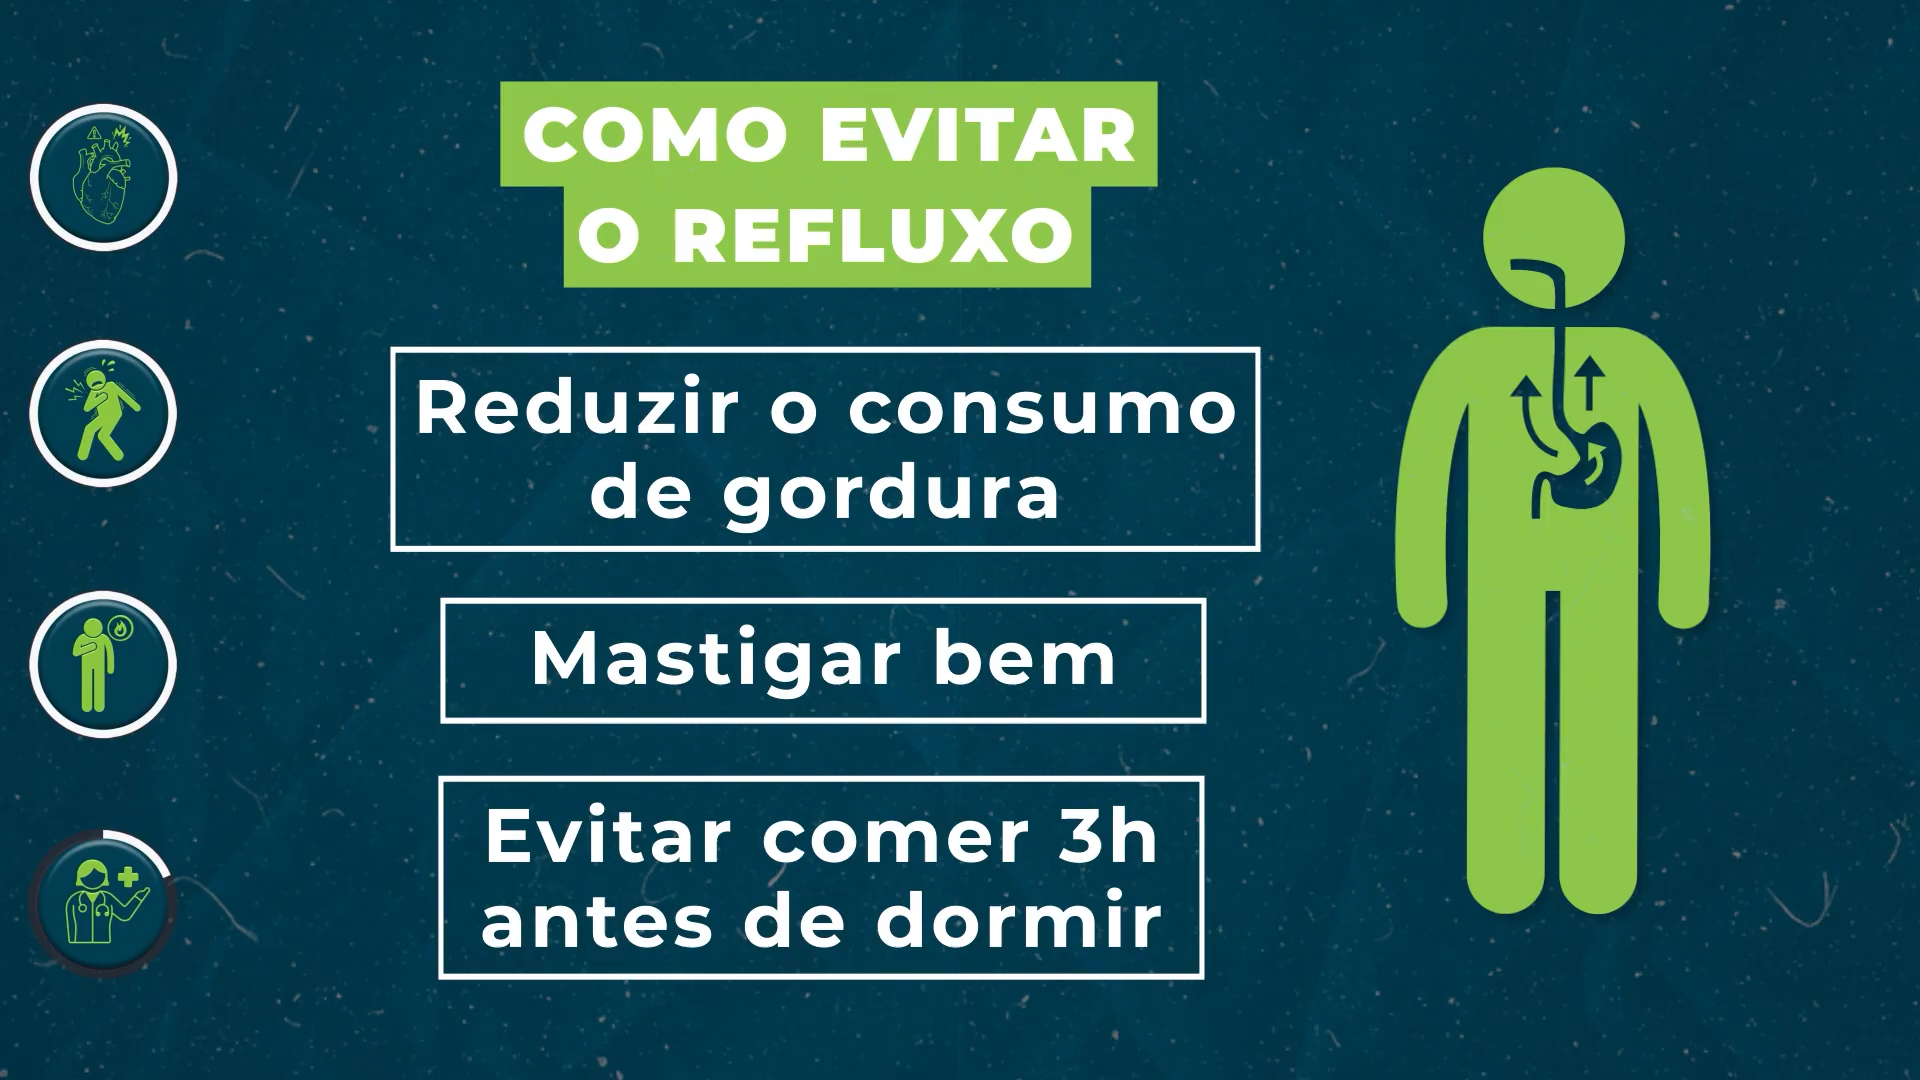 COMO EVITAR
O REFLUXO
Reduzir o consumo
de gordura
Mastigar bem
Evitar comer 3h
antes de dormir